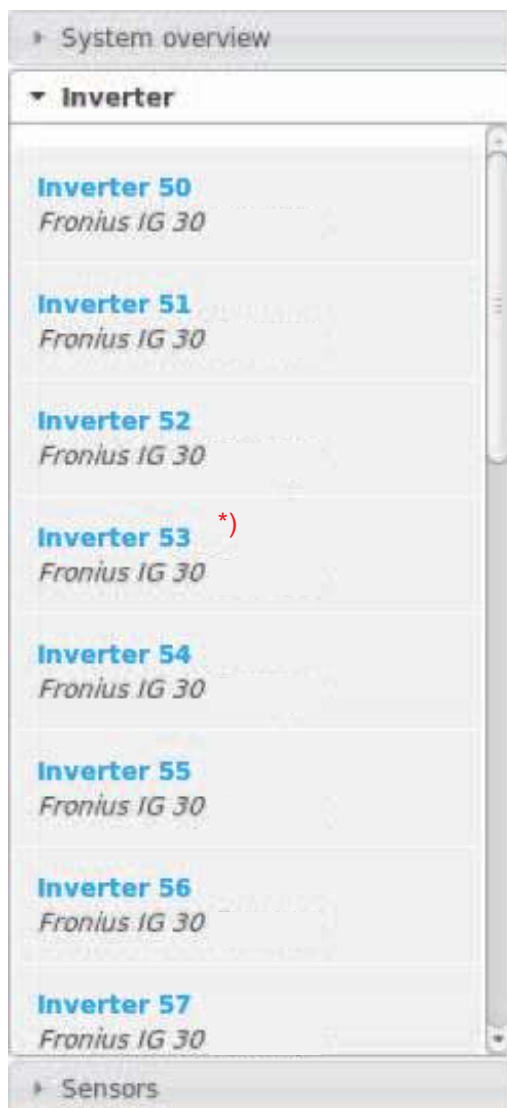 System overview
Inverter
Inverter 50
Fronius IG 30
Inverter 51
Fronius IG 30
Inverter 52
Fronius IG 30
Inverter 53 *)
Fronius IG 30
Inverter 54
Fronius IG 30
Inverter 55
Fronius IG 30
Inverter 56
Fronius IG 30
Inverter 57
Fronius IG 30
Sensors